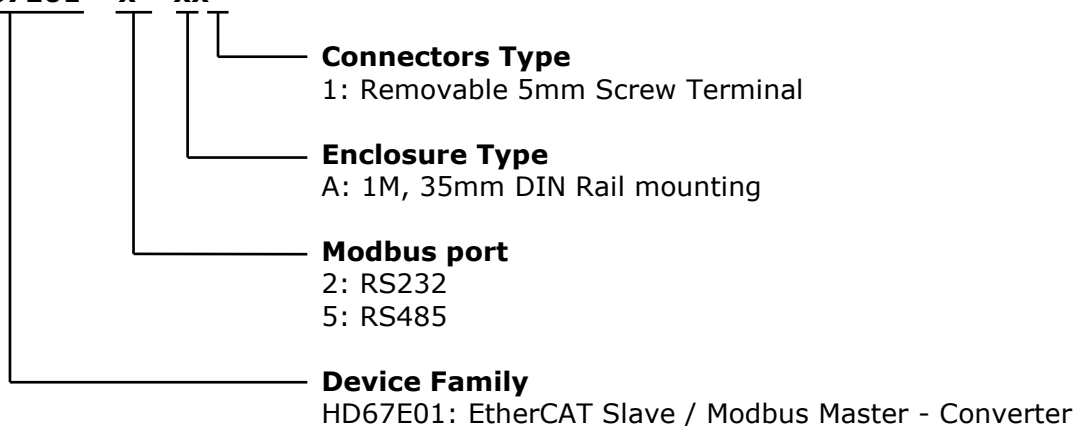 Connectors Type
1: Removable 5mm Screw Terminal
Enclosure Type
A: 1M, 35mm DIN Rail mounting
Modbus port
2: RS232
5: RS485
Device Family
HD67E01: EtherCAT Slave / Modbus Master - Converter